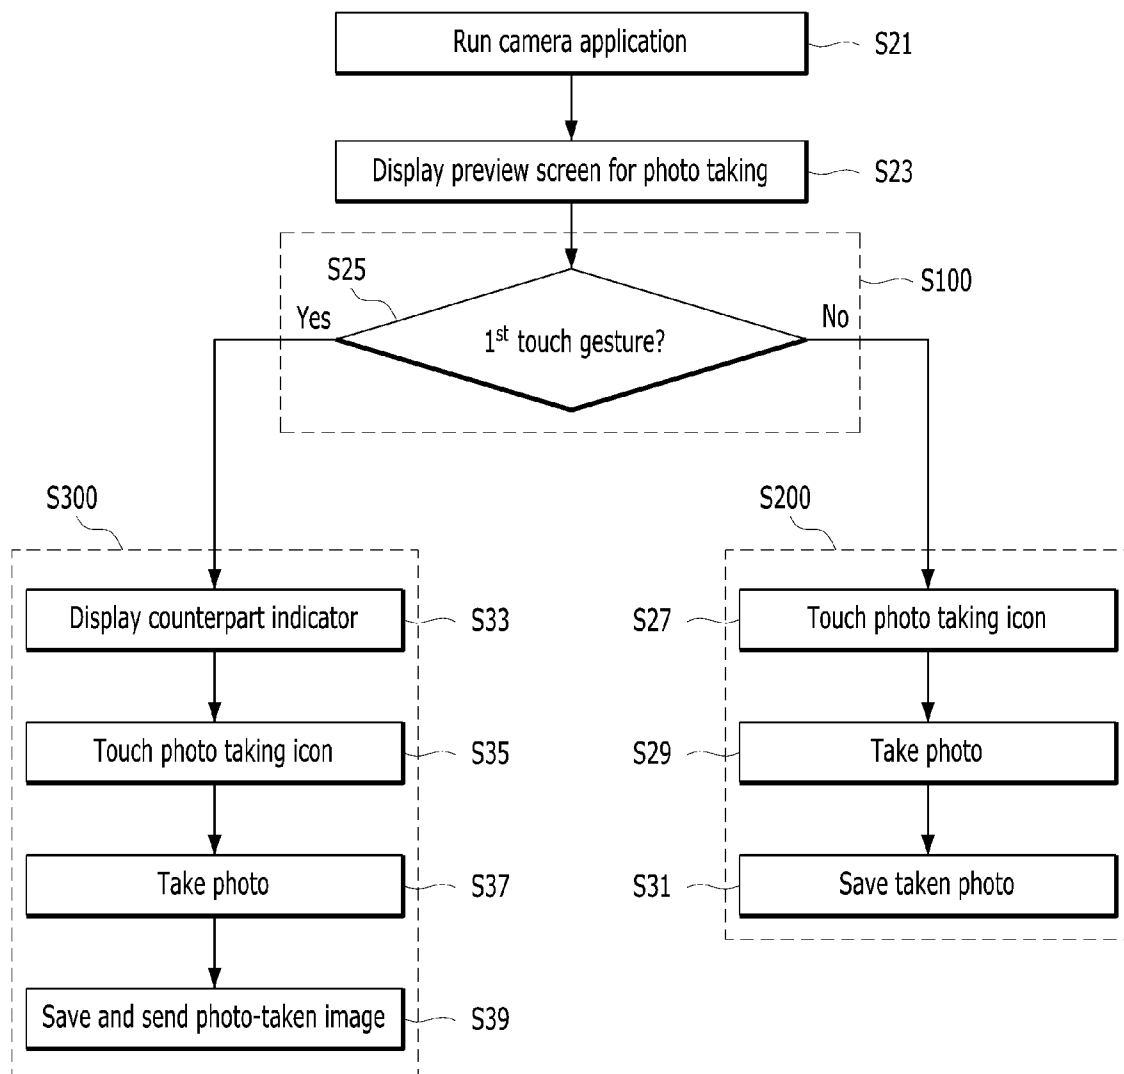 Run camera application
S21
Display preview screen for photo taking
S23
S25
S100
Yes
No
1st touch gesture?
S300
S200
Display counterpart indicator
S33
S27
Touch photo taking icon
Touch photo taking icon
S35
S29
Take photo
Take photo
S37
S31
Save taken photo
Save and send photo-taken image
S39